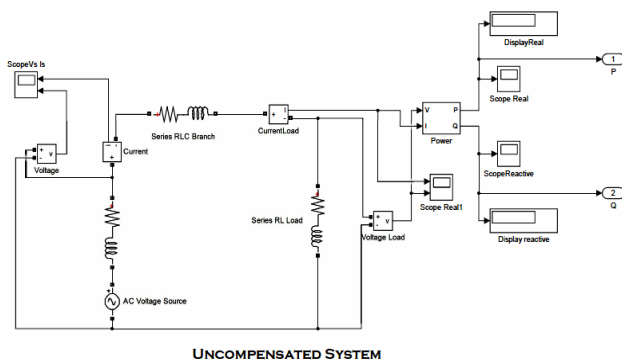 DisplayReal
ScopeVs Is
1
P
Scope Real
V
P
I
Q
Power
+
i
-
CurrentLoad
Series RLC Branch
i
-
+
Current
+
-
v
Voltage
ScopeReactive
2
Q
Scope Real1
Series RL Load
+
-
v
Voltage Load
Display reactive
AC Voltage Source
UNCOMPENSATED SYSTEM